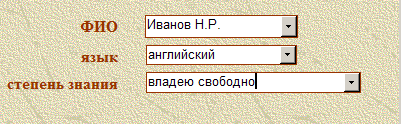 ФИО Иванов Н.Р.
язык английский
степень знания владею свободно